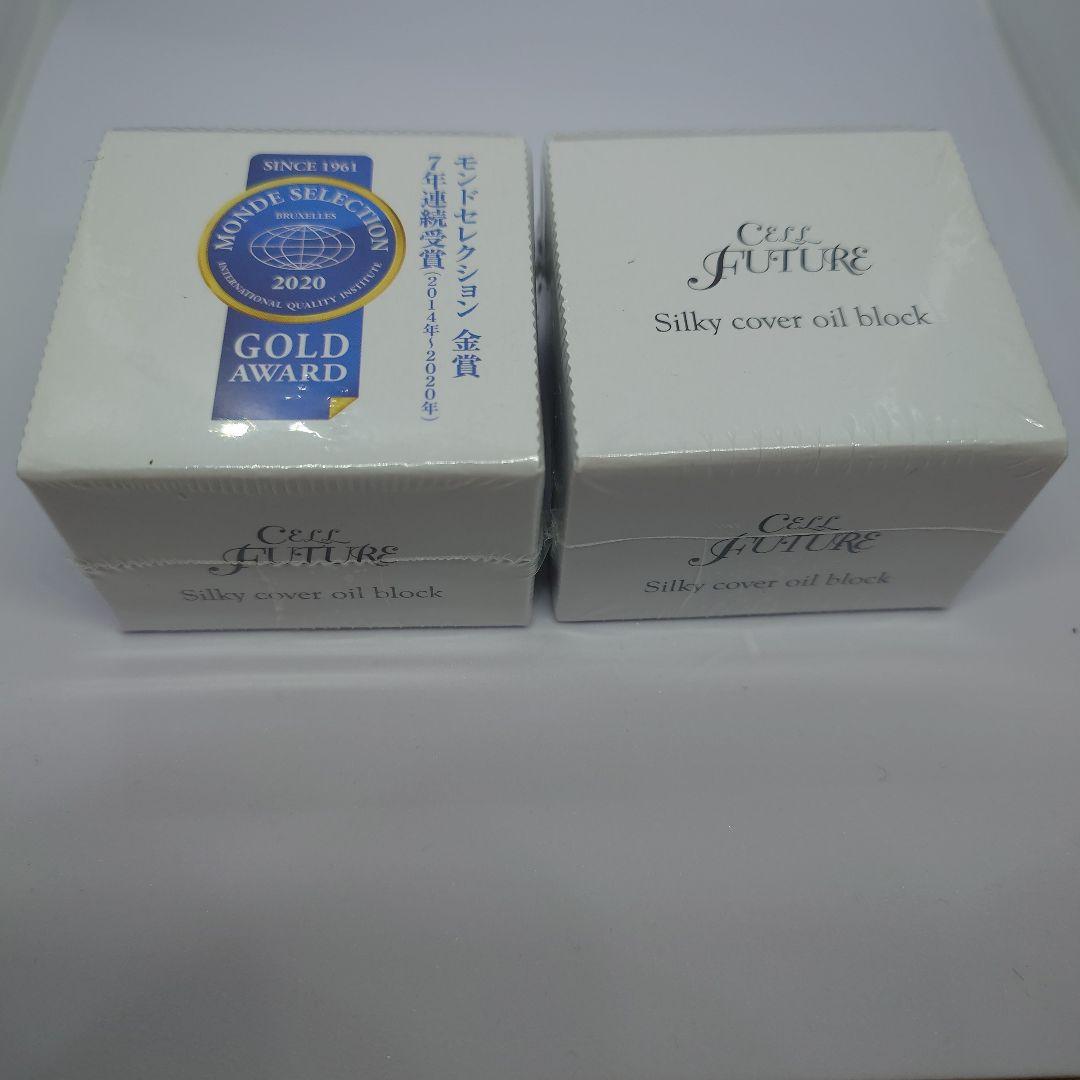 SINCE 1961
MONDE SELECTION
BRUXELLES
2020
INTERNATIONAL QUALITY INSTITUTE
GOLD
AWARD
モンドセレクション 金賞
7年連続受賞(2014年~2020年)
CELL
FUTURE
Silky cover oil block
CELL
FUTURE
Silky cover oil block
CELL
FUTURE
Silky cover oil block